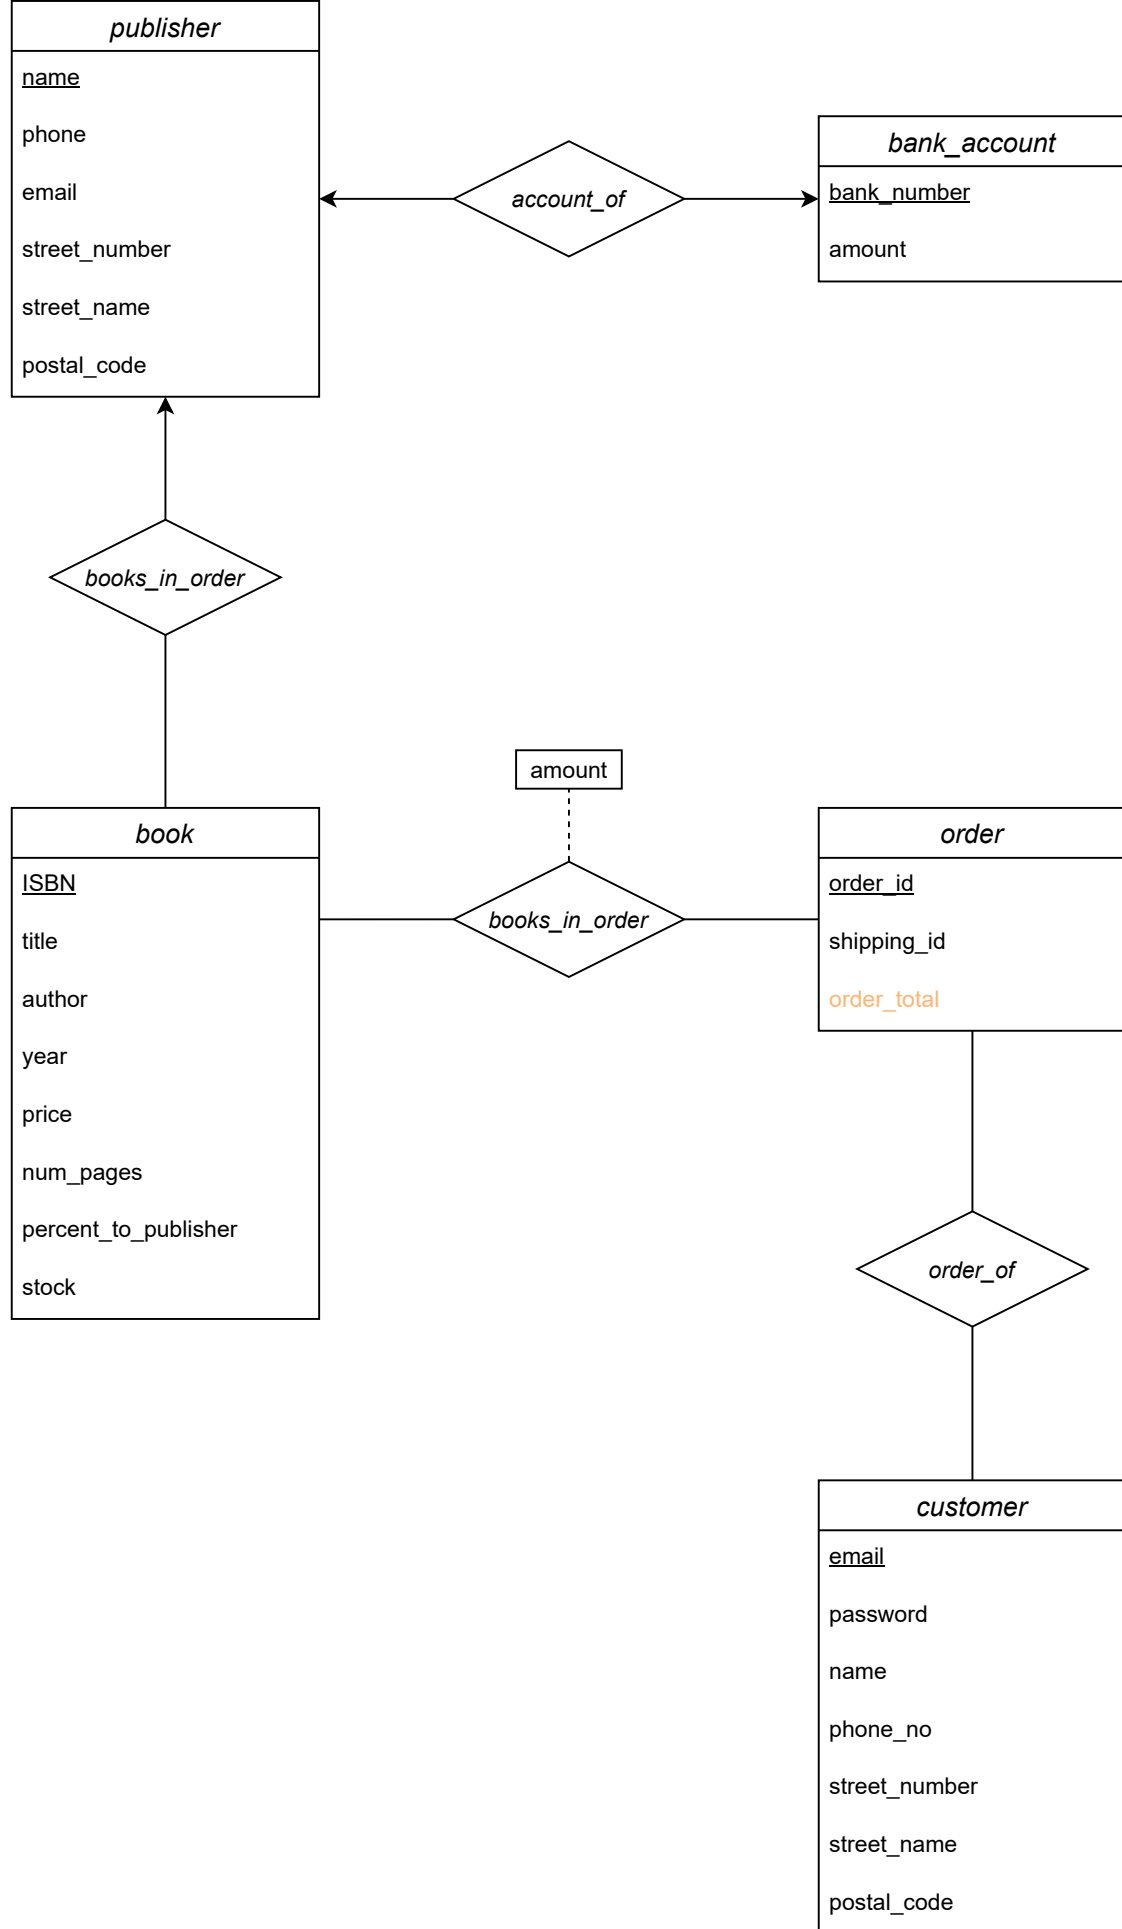 publisher
name
phone
email
street_number
street_name
postal_code
account_of
bank_account
bank_number
amount
books_in_order
amount
book
ISBN
title
author
year
price
num_pages
percent_to_publisher
stock
books_in_order
order
order_id
shipping_id
order_total
order_of
customer
email
password
name
phone_no
street_number
street_name
postal_code